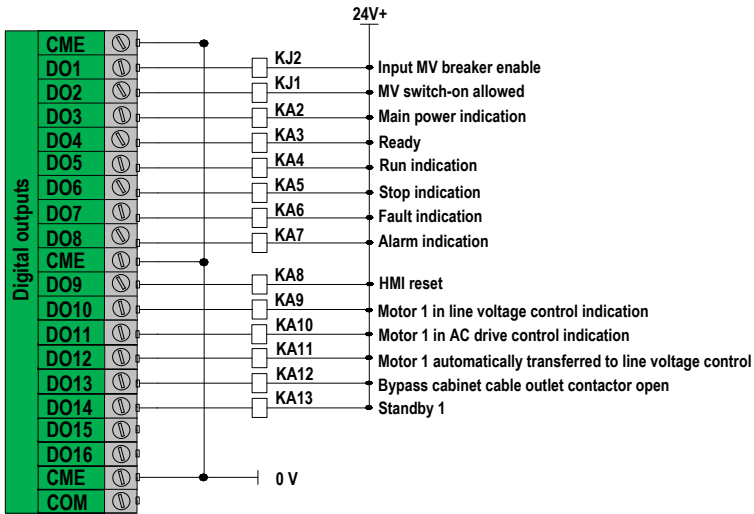 24V+
Digital outputs
CME
DO1 KJ2 Input MV breaker enable
DO2 KJ1 MV switch-on allowed
DO3 KA2 Main power indication
DO4 KA3 Ready
DO5 KA4 Run indication
DO6 KA5 Stop indication
DO7 KA6 Fault indication
DO8 KA7 Alarm indication
CME
DO9 KA8 HMI reset
DO10 KA9 Motor 1 in line voltage control indication
DO11 KA10 Motor 1 in AC drive control indication
DO12 KA11 Motor 1 automatically transferred to line voltage control
DO13 KA12 Bypass cabinet cable outlet contactor open
DO14 KA13 Standby 1
DO15
DO16
CME 0 V
COM